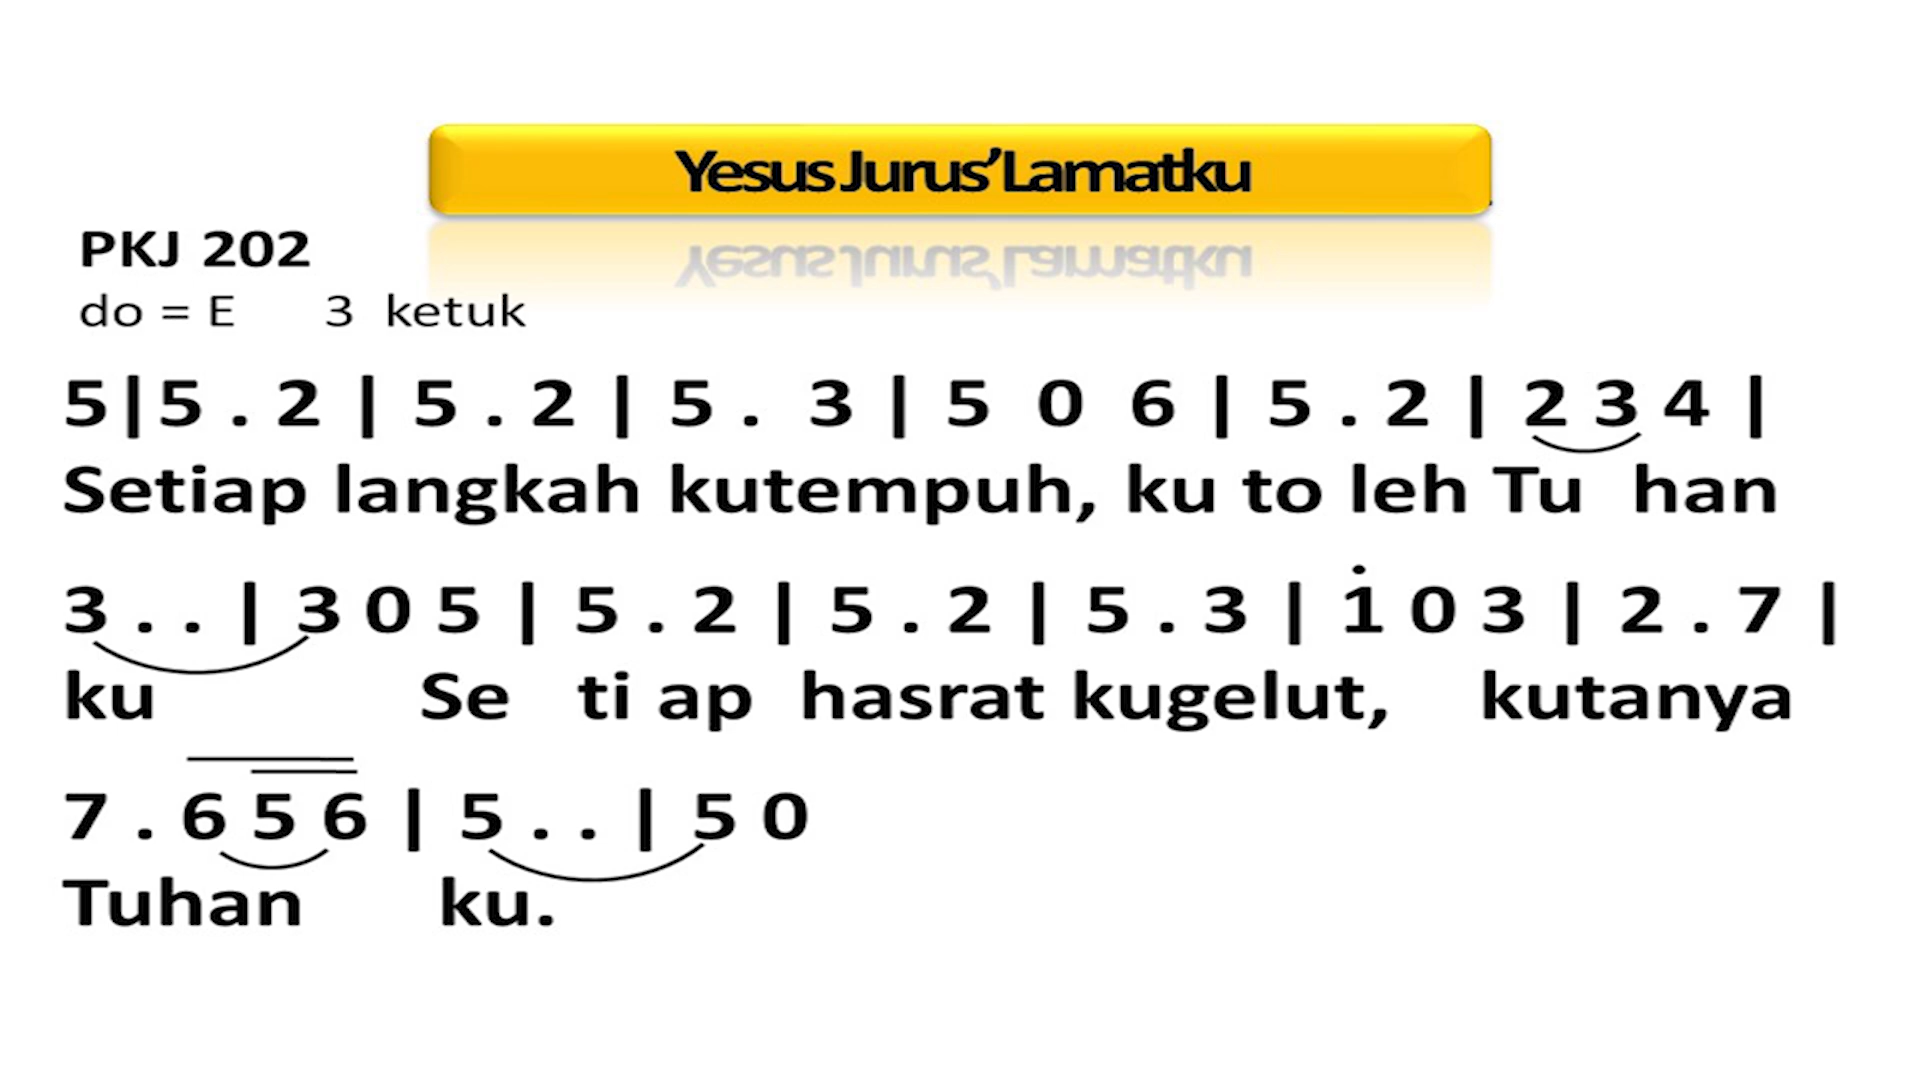 Yesus Jurus’Lamatku
PKJ 202
do = E 3 ketuk
5|5 . 2 | 5 . 2 | 5 . 3 | 5 0 6 | 5 . 2 | 2 3 4 |
Setiap langkah kutempuh, ku to leh Tu han
3 . . | 3 0 5 | 5 . 2 | 5 . 2 | 5 . 3 | 1̇ 0 3 | 2 . 7 |
ku Se ti ap hasrat kugelut, kutanya
7 . 6 5 6 | 5 . . | 5 0
Tuhan ku.